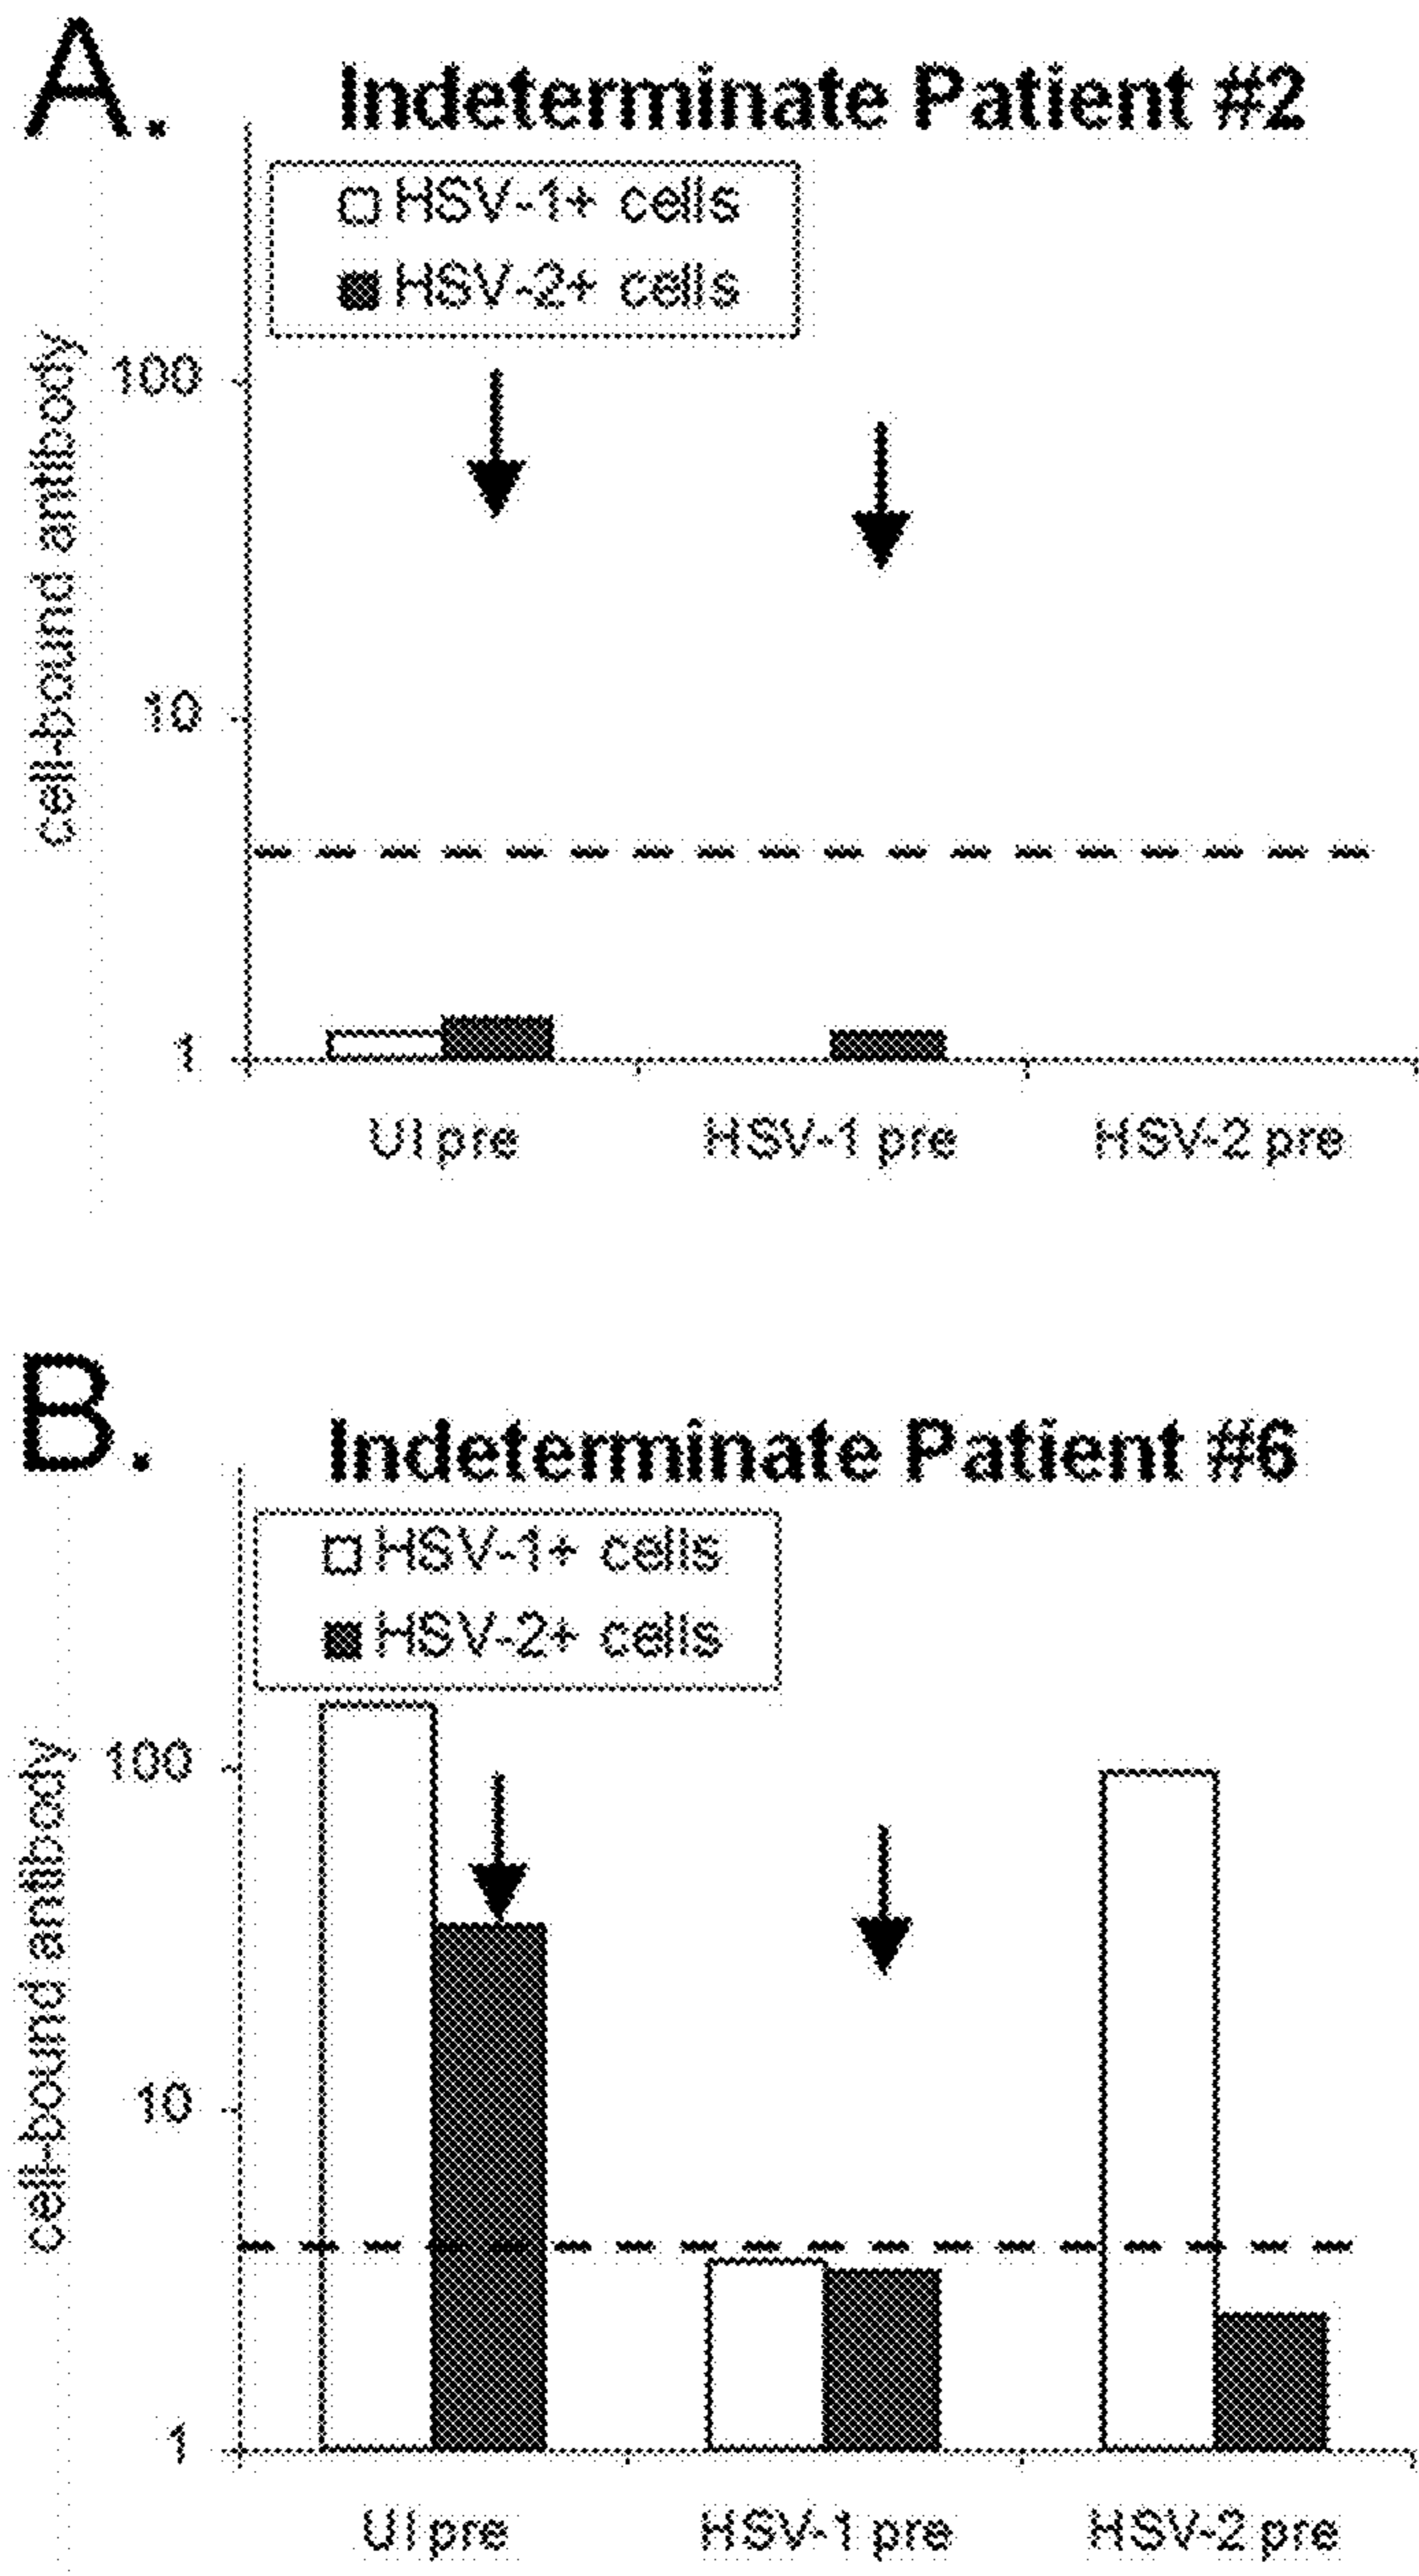 A.
Indeterminate Patient #2
HSV-1+ cells
HSV-2+ cells
cell-bound antibody
100
10
1
UI pre
HSV-1 pre
HSV-2 pre
B.
Indeterminate Patient #6
HSV-1+ cells
HSV-2+ cells
cell-bound antibody
100
10
1
UI pre
HSV-1 pre
HSV-2 pre